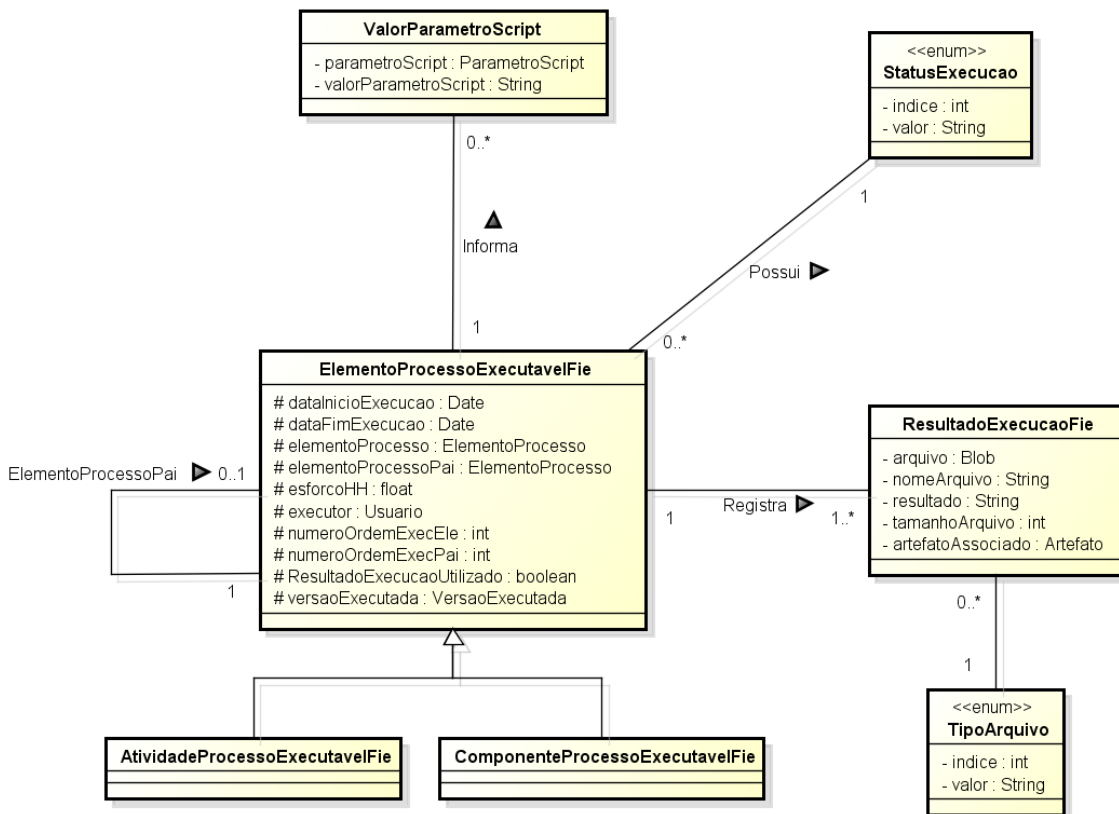 ValorParametroScript
- parametroScript : ParametroScript
- valorParametroScript : String
<<enum>>
StatusExecucao
- indice : int
- valor : String
0..*
1
Informa
Possui
1
0..*
ElementoProcessoExecutavelFie
# dataInicioExecucao : Date
# dataFimExecucao : Date
# elementoProcesso : ElementoProcesso
# elementoProcessoPai : ElementoProcesso
# esforcoHH : float
# executor : Usuario
# numeroOrdemExecEle : int
# numeroOrdemExecPai : int
# ResultadoExecucaoUtilizado : boolean
# versaoExecutada : VersaoExecutada
ElementoProcessoPai
0..1
1
Registra
1
1..*
ResultadoExecucaoFie
- arquivo : Blob
- nomeArquivo : String
- resultado : String
- tamanhoArquivo : int
- artefatoAssociado : Artefato
0..*
1
<<enum>>
TipoArquivo
- indice : int
- valor : String
AtividadeProcessoExecutavelFie
ComponenteProcessoExecutavelFie